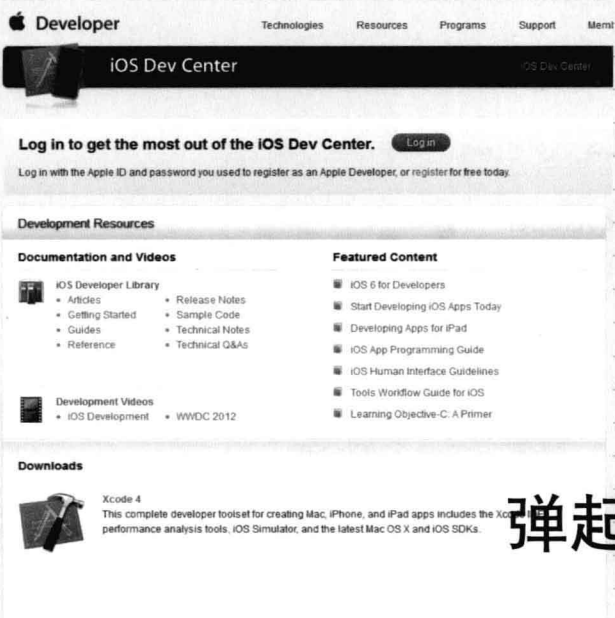 Developer
Technologies Resources Programs Support
iOS Dev Center
iOS Dev Center
Log in to get the most out of the iOS Dev Center. Log in
Log in with the Apple ID and password you used to register as an Apple Developer, or register for free today.
Development Resources
Documentation and Videos
iOS Developer Library
• Articles
• Getting Started
• Guides
• Reference
• Release Notes
• Sample Code
• Technical Notes
• Technical Q&As
Development Videos
• iOS Development • WWDC 2012
Featured Content
iOS 6 for Developers
Start Developing iOS Apps Today
Developing Apps for iPad
iOS App Programming Guide
iOS Human Interface Guidelines
Tools Workflow Guide for iOS
Learning Objective-C: A Primer
Downloads
Xcode 4
This complete developer toolset for creating Mac, iPhone, and iPad apps includes the
performance analysis tools, iOS Simulator, and the latest Mac OS X and iOS SDKs.
弹起